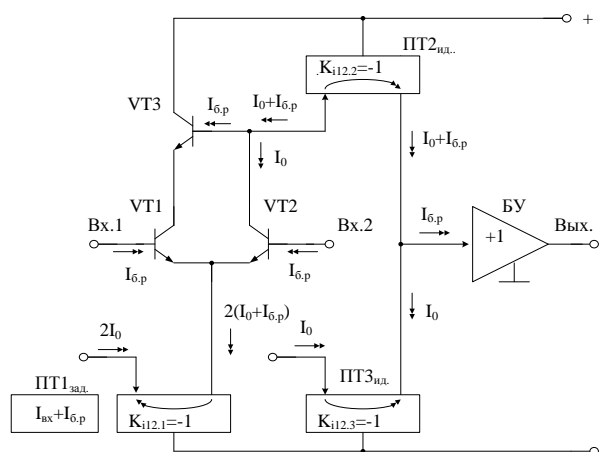 +
ПТ2ид..
.Ki12.2=-1
VT3
Iб.р
I0+Iб.р
I0
I0+Iб.р
VT1
VT2
Вх.1
Вх.2
Iб.р
Iб.р
Iб.р
БУ
+1
Вых.
2(I0+Iб.р)
I0
2I0
I0
ПТ1зад.
ПТ3ид.
Iвх+Iб.р
Ki12.1=-1
Ki12.3=-1